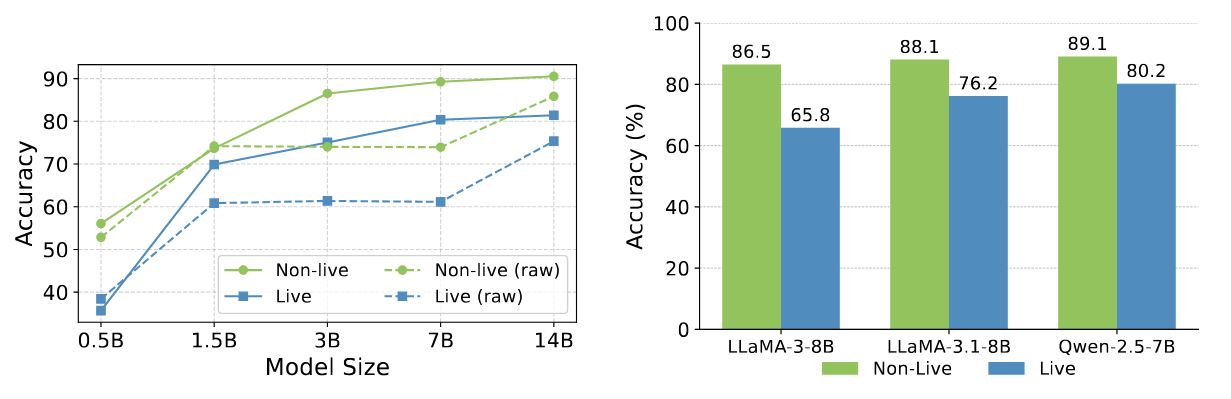 Accuracy
90
80
70
60
50
40
0.5B 1.5B 3B 7B 14B
Model Size
Non-live
Live
Non-live (raw)
Live (raw)
Accuracy (%)
100
80
60
40
20
0
86.5
65.8
88.1
76.2
89.1
80.2
LLaMA-3-8B LLaMA-3.1-8B Qwen-2.5-7B
Non-Live Live